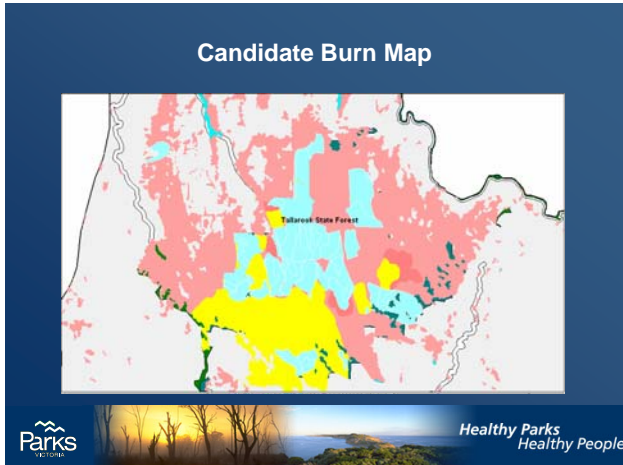 Candidate Burn Map
Tallarook State Forest
Parks
VICTORIA
Healthy Parks
Healthy People